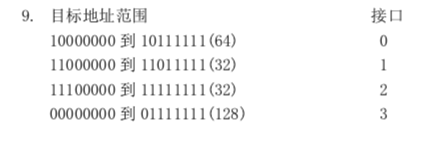 9. 目标地址范围 接口
10000000 到 10111111(64) 0
11000000 到 11011111(32) 1
11100000 到 11111111(32) 2
00000000 到 01111111(128) 3